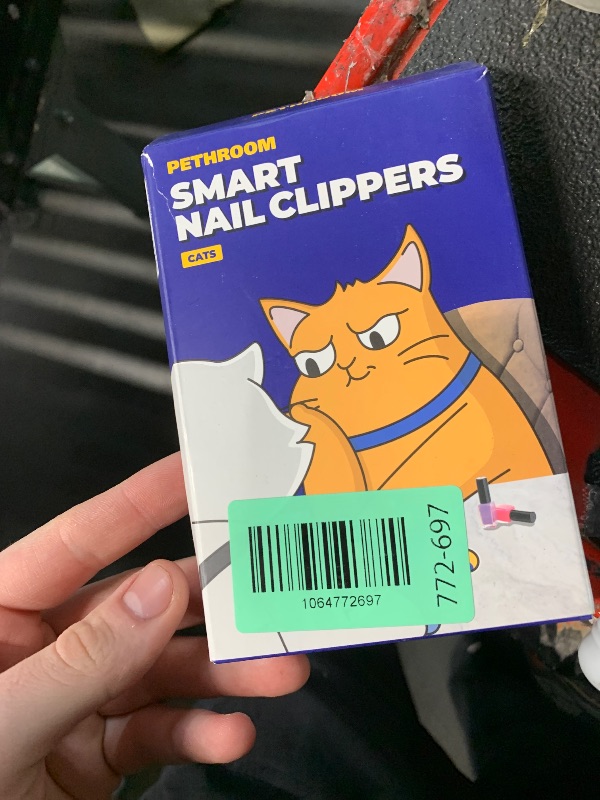 PETHROOM
SMART
NAIL CLIPPERS
CATS
1064772697
772-697